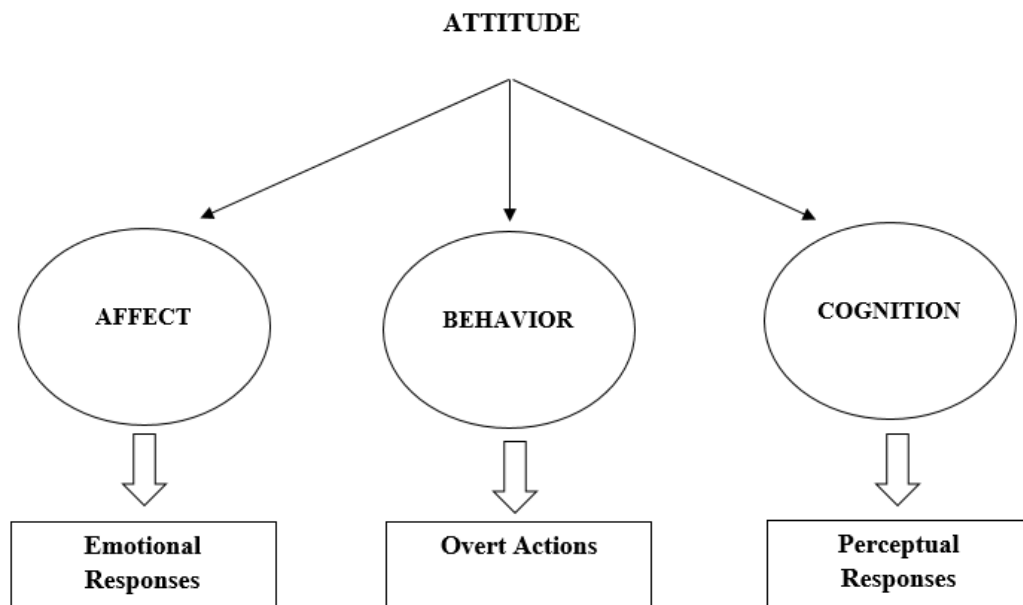 ATTITUDE
AFFECT
BEHAVIOR
COGNITION
Emotional
Responses
Overt Actions
Perceptual
Responses